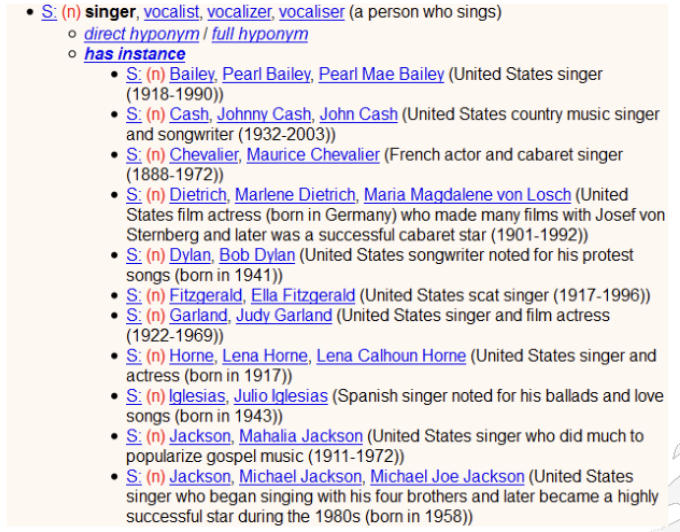 S: (n) singer, vocalist, vocalizer, vocaliser (a person who sings)
direct hyponym / full hyponym
has instance
S: (n) Bailey, Pearl Bailey, Pearl Mae Bailey (United States singer
(1918-1990))
S: (n) Cash, Johnny Cash, John Cash (United States country music singer
and songwriter (1932-2003))
S: (n) Chevalier, Maurice Chevalier (French actor and cabaret singer
(1888-1972))
S: (n) Dietrich, Marlene Dietrich, Maria Magdalene von Losch (United
States film actress (born in Germany) who made many films with Josef von
Sternberg and later was a successful cabaret star (1901-1992))
S: (n) Dylan, Bob Dylan (United States songwriter noted for his protest
songs (born in 1941))
S: (n) Fitzgerald, Ella Fitzgerald (United States scat singer (1917-1996))
S: (n) Garland, Judy Garland (United States singer and film actress
(1922-1969))
S: (n) Horne, Lena Horne, Lena Calhoun Horne (United States singer and
actress (born in 1917))
S: (n) Iglesias, Julio Iglesias (Spanish singer noted for his ballads and love
songs (born in 1943))
S: (n) Jackson, Mahalia Jackson (United States singer who did much to
popularize gospel music (1911-1972))
S: (n) Jackson, Michael Jackson, Michael Joe Jackson (United States
singer who began singing with his four brothers and later became a highly
successful star during the 1980s (born in 1958))